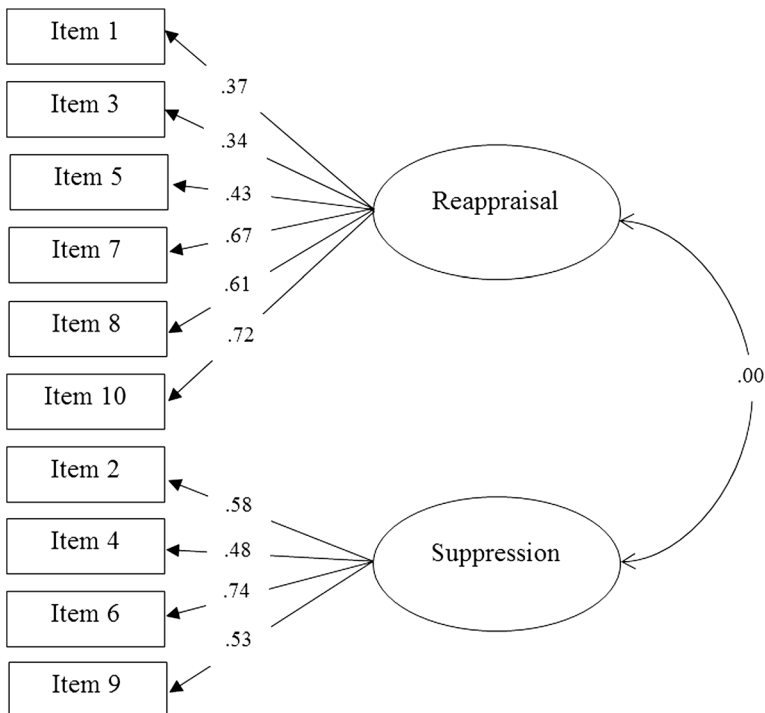 Item 1
.37
Item 3
.34
Item 5
.43
Reappraisal
Item 7
.67
Item 8
.61
.72
Item 10
.00
Item 2
.58
Item 4
.48
Suppression
Item 6
.74
.53
Item 9